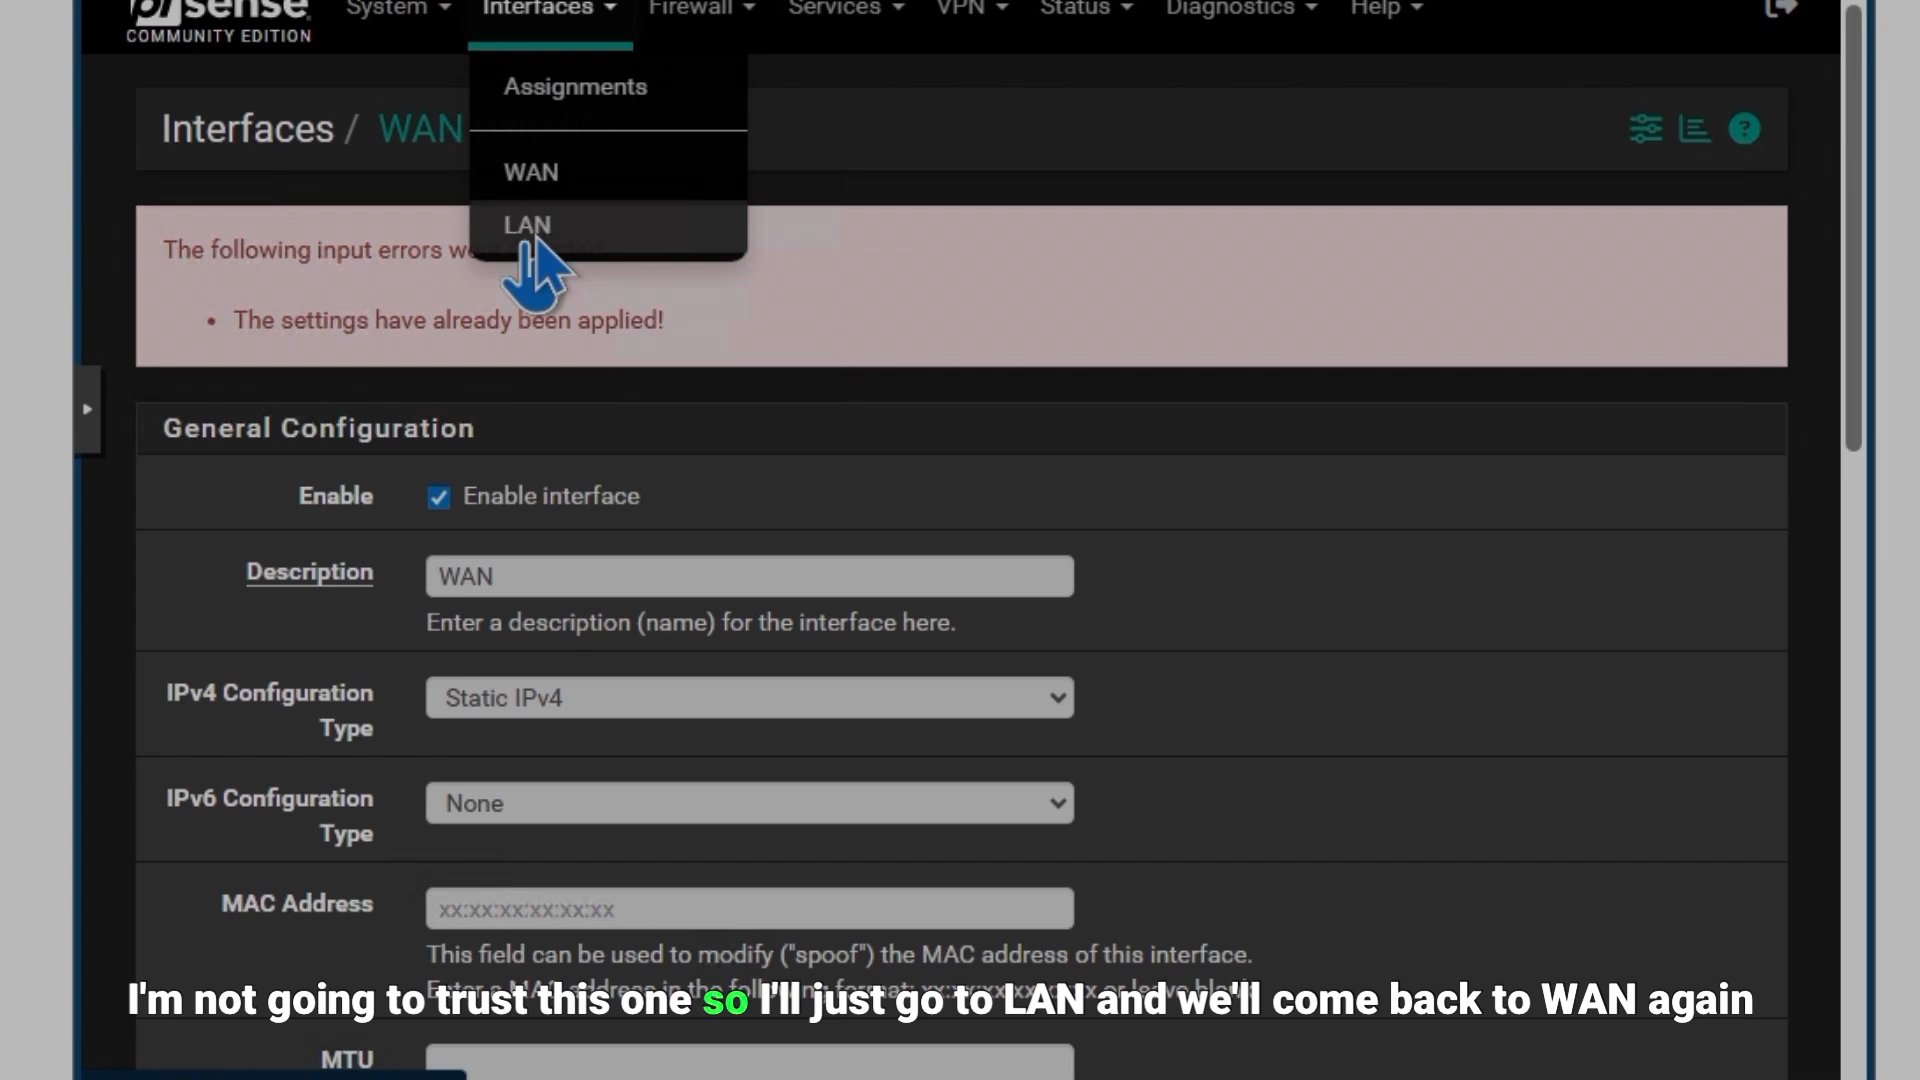 System Interfaces Firewall Services VPN Status Diagnostics Help
COMMUNITY EDITION
Assignments
Interfaces / WAN
WAN
LAN
The following input errors
The settings have already been applied!
General Configuration
Enable Enable interface
Description WAN
Enter a description (name) for the interface here.
IPv4 Configuration Type Static IPv4
IPv6 Configuration Type None
MAC Address xx:xx:xx:xx:xx:xx
This field can be used to modify ("spoof") the MAC address of this interface.
I'm not going to trust this one so I'll just go to LAN and we'll come back to WAN again
MTU